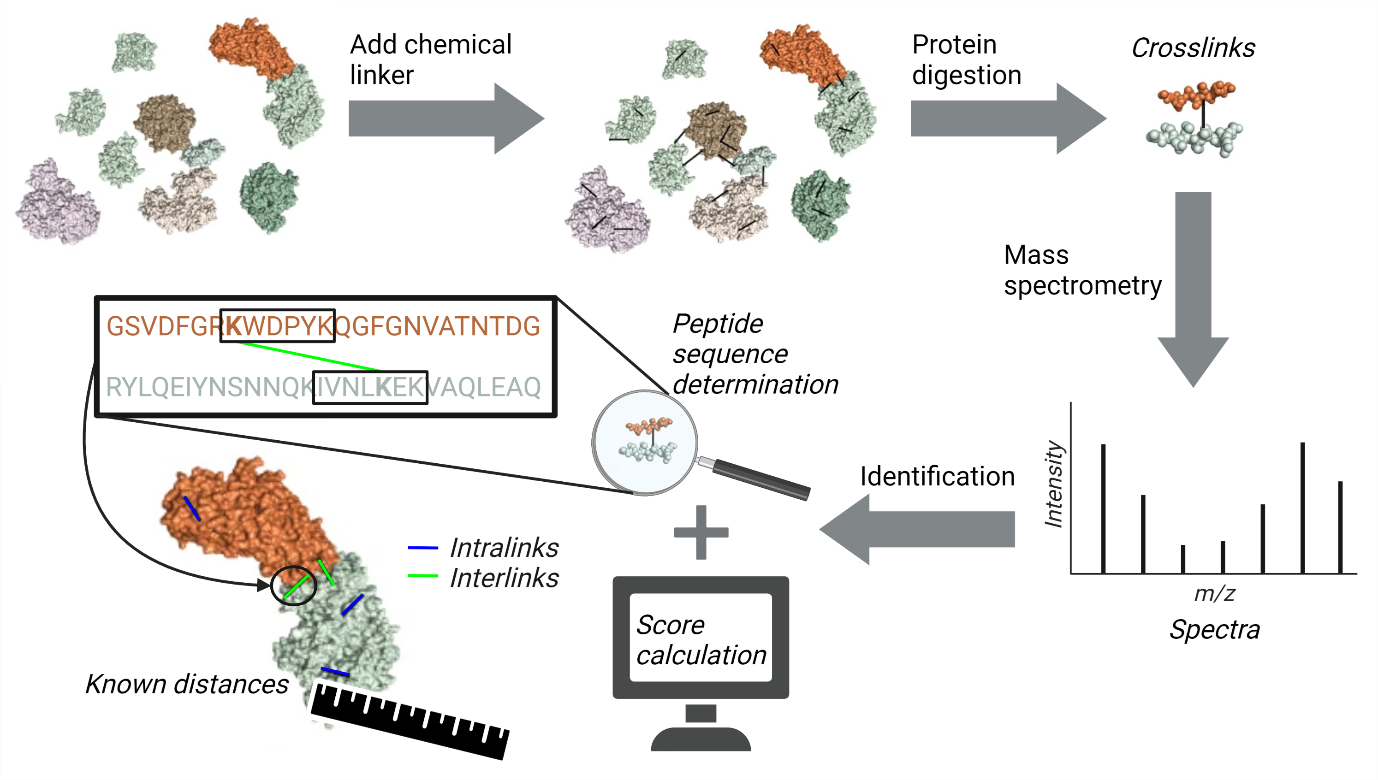 Add chemical
linker
Protein
digestion
Crosslinks
Mass
spectrometry
Intensity
m/z
Spectra
Identification
Peptide
sequence
determination
GSVDFGRKWDPYKQGFGNVATNTDG
RYLQEIYNSNNQKIVNLKEKVAQLEAQ
Intralinks
Interlinks
Known distances
Score
calculation